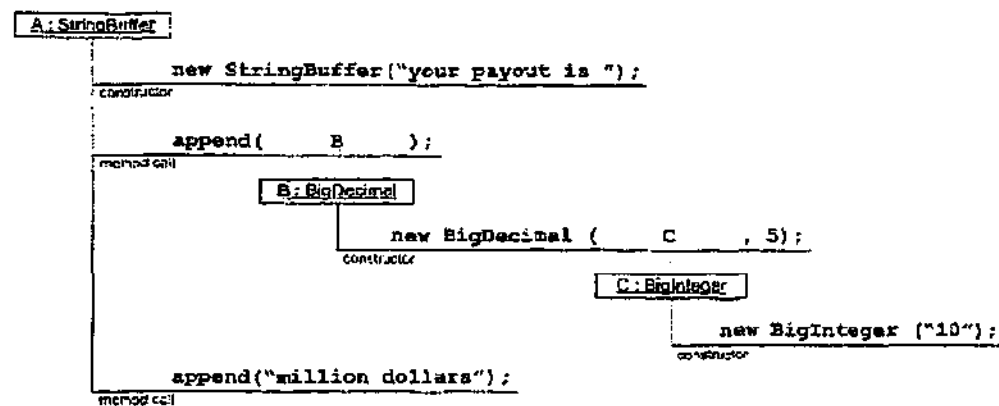 A : StringBuffer
new StringBuffer("your payout is ");
constructor
append( B );
method call
B : BigDecimal
new BigDecimal ( C , 5);
constructor
C : BigInteger
new BigInteger ("10");
constructor
append("million dollars");
method call